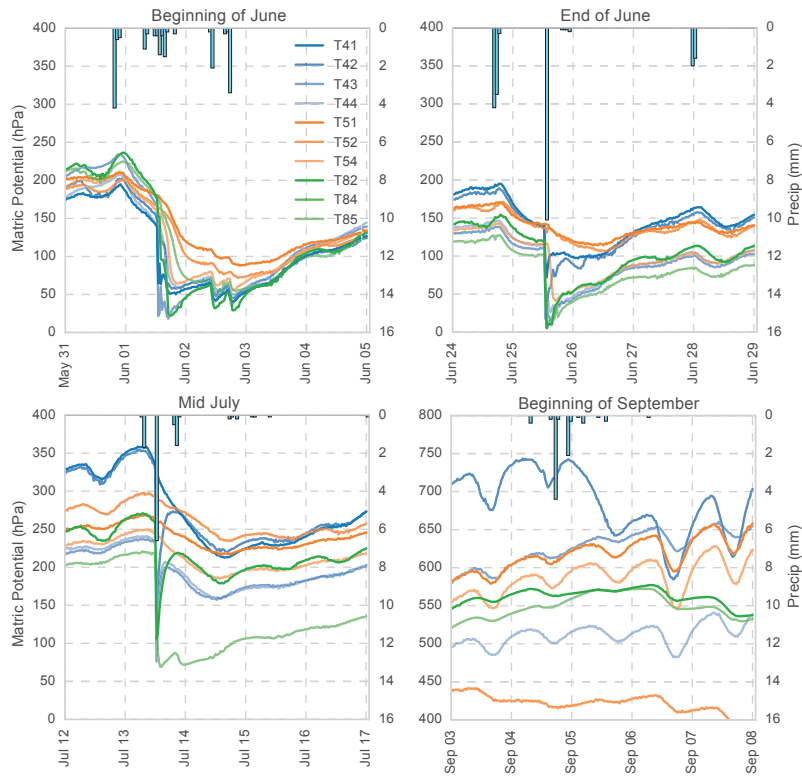 Beginning of June
End of June
400
350
300
250
200
150
100
50
0
Matric Potential (hPa)
0
2
4
6
8
10
12
14
16
T41
T42
T43
T44
T51
T52
T54
T82
T84
T85
May 31
Jun 01
Jun 02
Jun 03
Jun 04
Jun 05
400
350
300
250
200
150
100
50
0
0
2
4
6
8
10
12
14
16
Precip (mm)
Jun 24
Jun 25
Jun 26
Jun 27
Jun 28
Jun 29
Mid July
Beginning of September
400
350
300
250
200
150
100
50
0
Matric Potential (hPa)
0
2
4
6
8
10
12
14
16
Jul 12
Jul 13
Jul 14
Jul 15
Jul 16
Jul 17
800
750
700
650
600
550
500
450
400
0
2
4
6
8
10
12
14
16
Precip (mm)
Sep 03
Sep 04
Sep 05
Sep 06
Sep 07
Sep 08